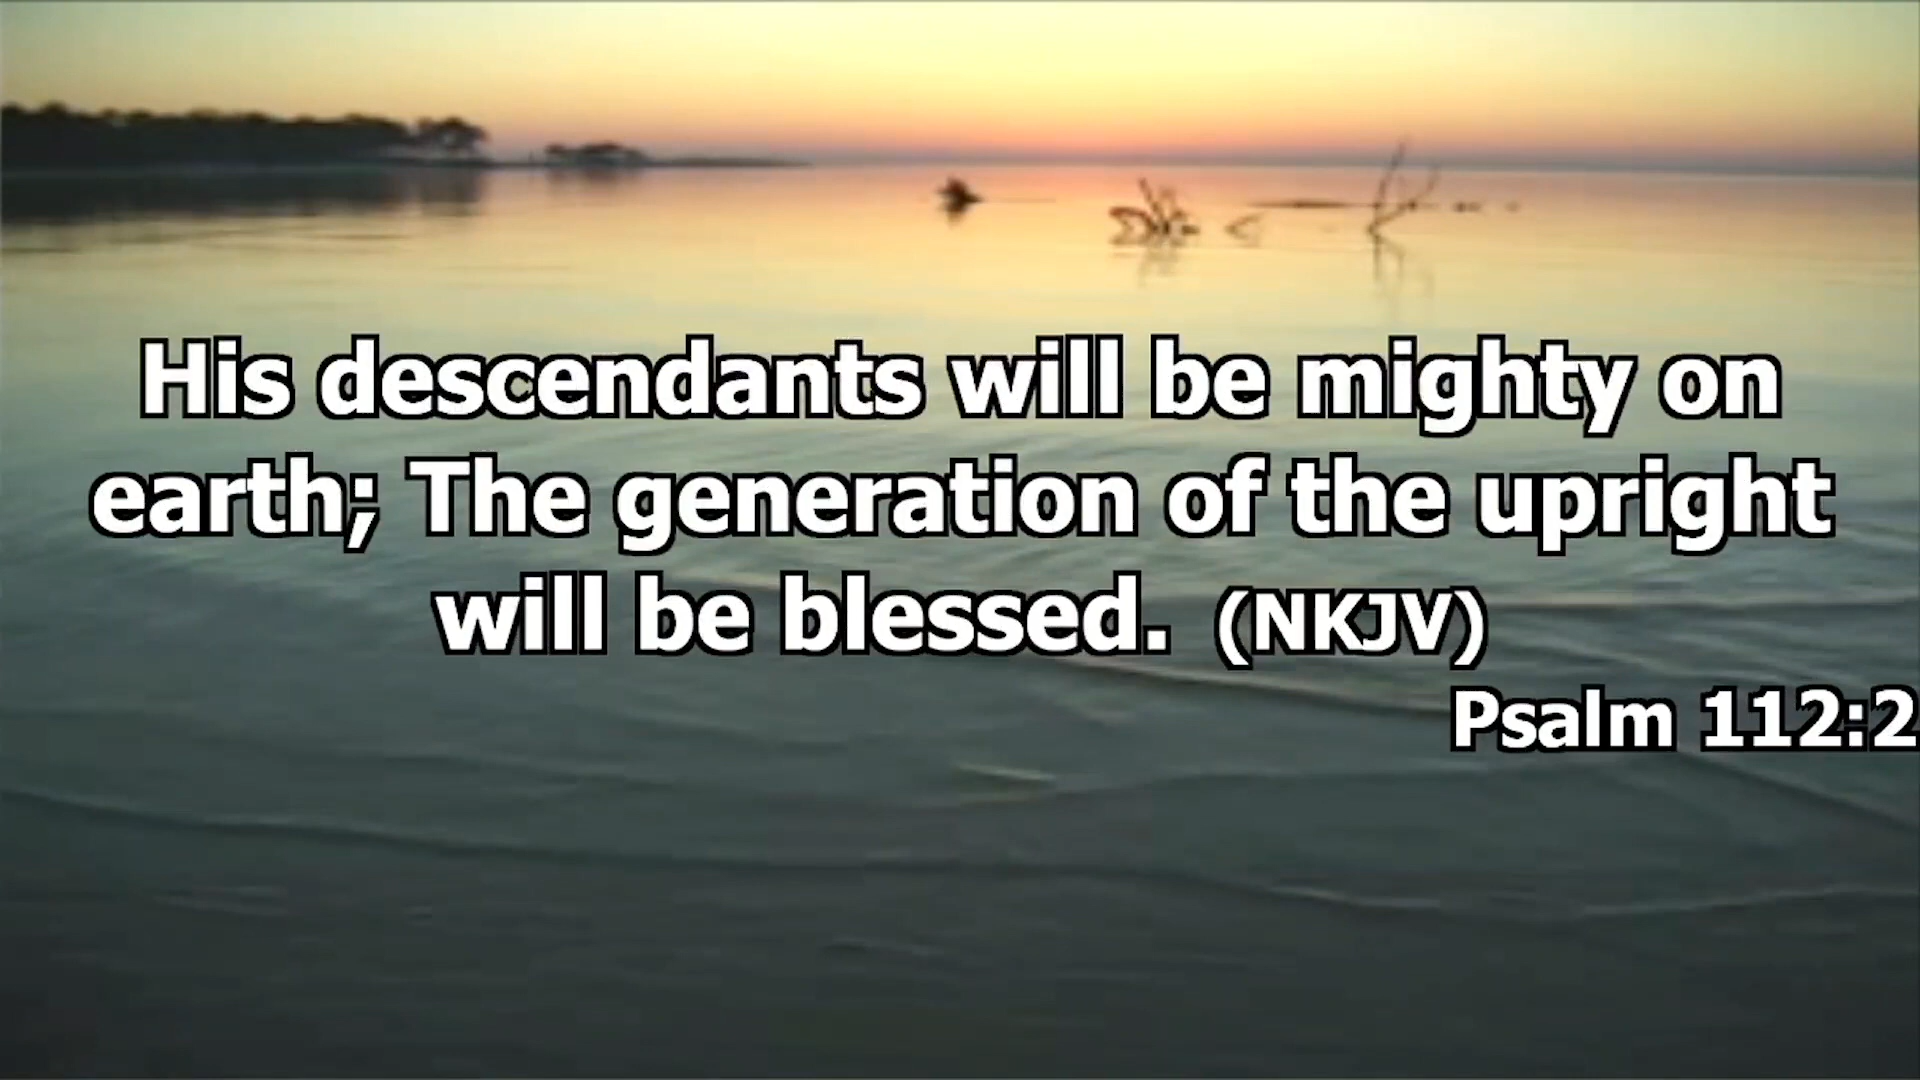 His descendants will be mighty on
earth; The generation of the upright
will be blessed. (NKJV)
Psalm 112:2